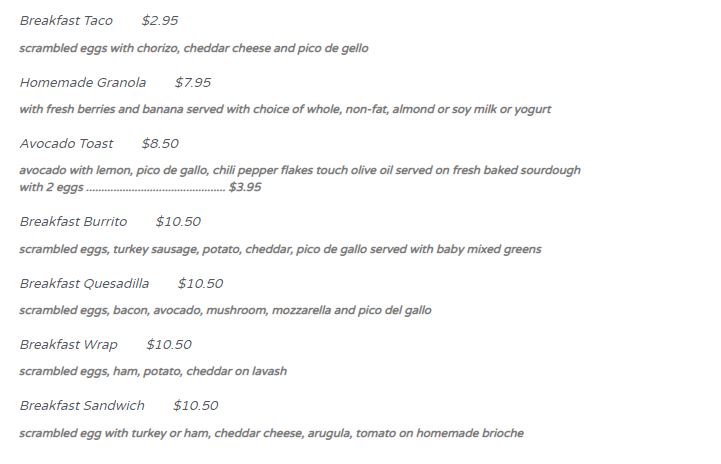 Breakfast Taco $2.95
scrambled eggs with chorizo, cheddar cheese and pico de gello
Homemade Granola $7.95
with fresh berries and banana served with choice of whole, non-fat, almond or soy milk or yogurt
Avocado Toast $8.50
avocado with lemon, pico de gallo, chili pepper flakes touch olive oil served on fresh baked sourdough
with 2 eggs ............................................. $3.95
Breakfast Burrito $10.50
scrambled eggs, turkey sausage, potato, cheddar, pico de gallo served with baby mixed greens
Breakfast Quesadilla $10.50
scrambled eggs, bacon, avocado, mushroom, mozzarella and pico del gallo
Breakfast Wrap $10.50
scrambled eggs, ham, potato, cheddar on lavash
Breakfast Sandwich $10.50
scrambled egg with turkey or ham, cheddar cheese, arugula, tomato on homemade brioche